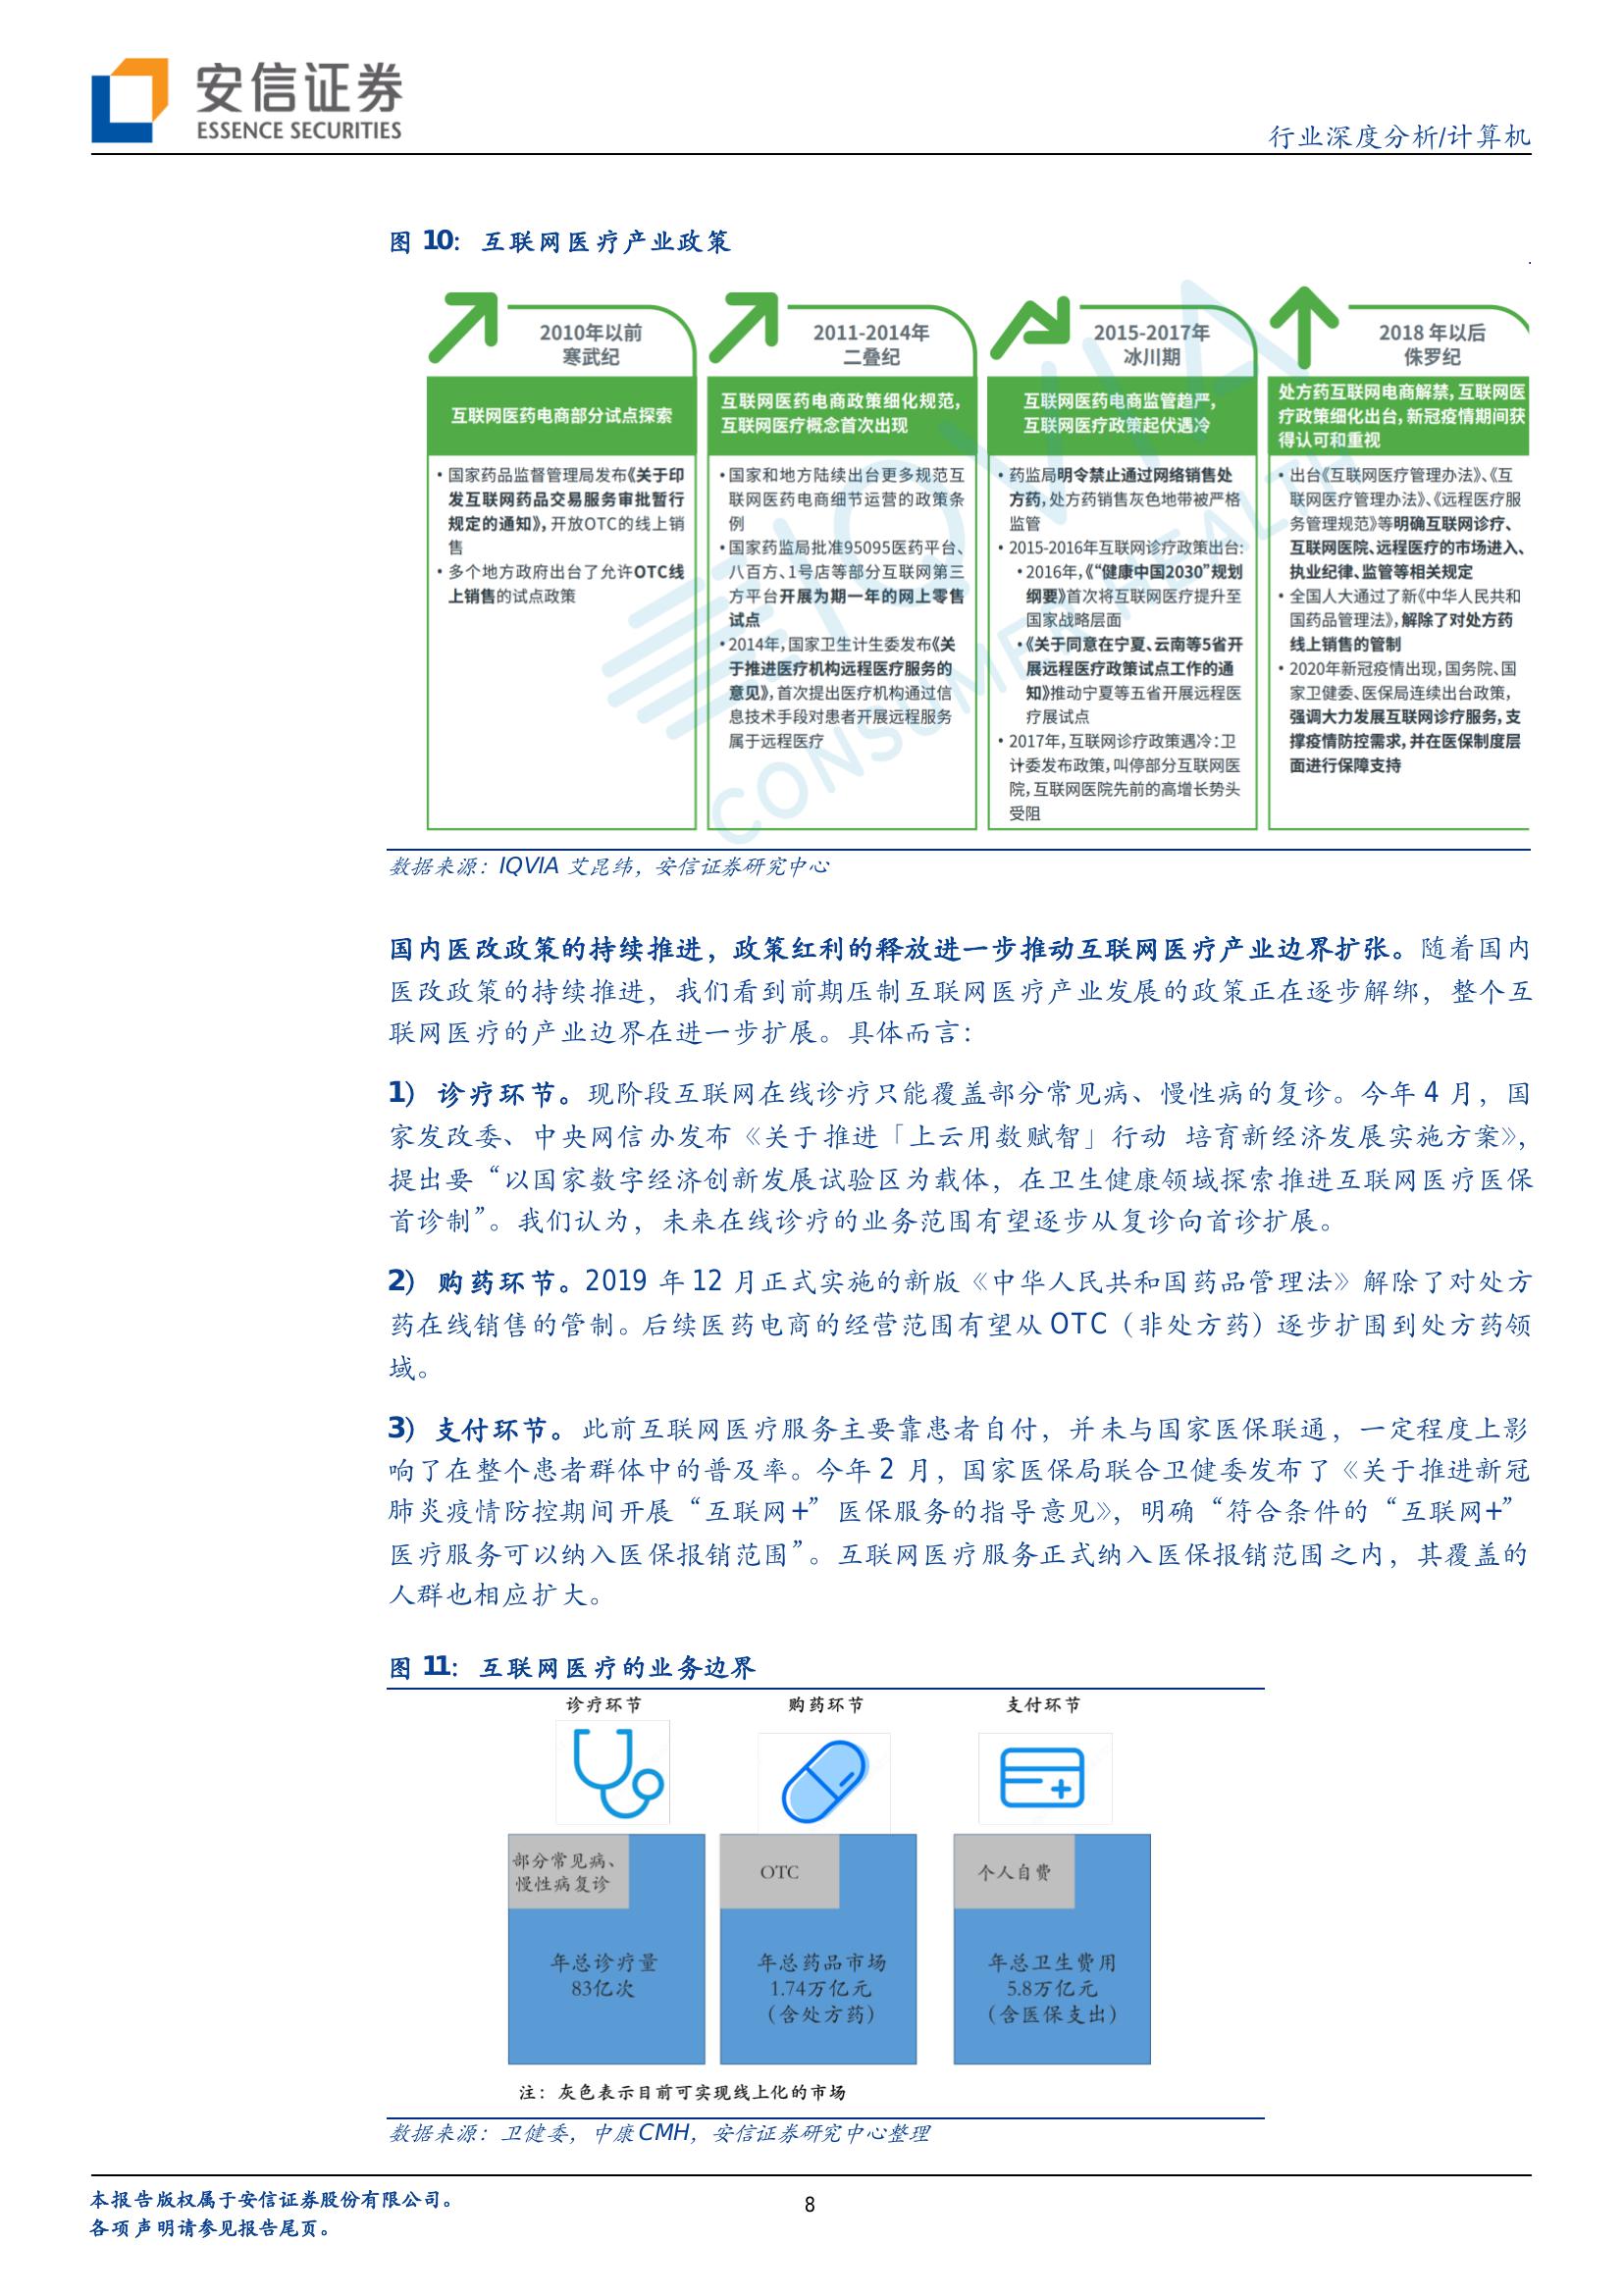 安信证券
ESSENCE SECURITIES
行业深度分析/计算机
图 10: 互联网医疗产业政策
2010年以前
寒武纪
互联网医药电商部分试点探索
• 国家药品监督管理局发布《关于印
发互联网药品交易服务审批暂行
规定的通知》,开放OTC的线上销
售
• 多个地方政府出台了允许OTC线
上销售的试点政策
2011-2014年
二叠纪
互联网医药电商政策细化规范,
互联网医疗概念首次出现
• 国家和地方陆续出台更多规范互
联网医药电商细节运营的政策条
例
• 国家药监局批准95095医药平台、
八百方、1号店等部分互联网第三
方平台开展为期一年的网上零售
试点
• 2014年,国家卫生计生委发布《关
于推进医疗机构远程医疗服务的
意见》,首次提出医疗机构通过信
息技术手段对患者开展远程服务
属于远程医疗
2015-2017年
冰川期
互联网医药电商监管趋严,
互联网医疗政策起伏遇冷
• 药监局明令禁止通过网络销售处
方药,处方药销售灰色地带被严格
监管
• 2015-2016年互联网诊疗政策出台:
• 2016年,《“健康中国2030”规划
纲要》首次将互联网医疗提升至
国家战略层面
• 《关于同意在宁夏、云南等5省开
展远程医疗政策试点工作的通
知》推动宁夏等五省开展远程医
疗展试点
• 2017年,互联网诊疗政策遇冷:卫
计委发布政策,叫停部分互联网医
院,互联网医院先前的高增长势头
受阻
2018 年以后
侏罗纪
处方药互联网电商解禁,互联网医
疗政策细化出台,新冠疫情期间获
得认可和重视
• 出台《互联网医疗管理办法》、《互
联网医疗管理办法》、《远程医疗服
务管理规范》等明确互联网诊疗、
互联网医院、远程医疗的市场进入、
执业纪律、监管等相关规定
• 全国人大通过了新《中华人民共和
国药品管理法》,解除了对处方药
线上销售的管制
• 2020年新冠疫情出现,国务院、国
家卫健委、医保局连续出台政策,
强调大力发展互联网诊疗服务,支
撑疫情防控需求,并在医保制度层
面进行保障支持
IQVIA
CONSUMER HEALTH
数据来源: IQVIA 艾昆纬, 安信证券研究中心
国内医改政策的持续推进，政策红利的释放进一步推动互联网医疗产业边界扩张。随着国内
医改政策的持续推进，我们看到前期压制互联网医疗产业发展的政策正在逐步解绑，整个互
联网医疗的产业边界在进一步扩展。具体而言：
1) 诊疗环节。现阶段互联网在线诊疗只能覆盖部分常见病、慢性病的复诊。今年 4 月，国
家发改委、中央网信办发布《关于推进「上云用数赋智」行动 培育新经济发展实施方案》，
提出要“以国家数字经济创新发展试验区为载体，在卫生健康领域探索推进互联网医疗医保
首诊制”。我们认为，未来在线诊疗的业务范围有望逐步从复诊向首诊扩展。
2) 购药环节。2019 年 12 月正式实施的新版《中华人民共和国药品管理法》解除了对处方
药在线销售的管制。后续医药电商的经营范围有望从 OTC（非处方药）逐步扩围到处方药领
域。
3) 支付环节。此前互联网医疗服务主要靠患者自付，并未与国家医保联通，一定程度上影
响了在整个患者群体中的普及率。今年 2 月，国家医保局联合卫健委发布了《关于推进新冠
肺炎疫情防控期间开展“互联网+”医保服务的指导意见》，明确“符合条件的“互联网+”
医疗服务可以纳入医保报销范围”。互联网医疗服务正式纳入医保报销范围之内，其覆盖的
人群也相应扩大。
图 11: 互联网医疗的业务边界
诊疗环节 购药环节 支付环节
部分常见病、
慢性病复诊
年总诊疗量
83亿次
OTC
年总药品市场
1.74万亿元
（含处方药）
个人自费
年总卫生费用
5.8万亿元
（含医保支出）
注：灰色表示目前可实现线上化的市场
数据来源: 卫健委, 中康 CMH, 安信证券研究中心整理
本报告版权属于安信证券股份有限公司。
各项声明请参见报告尾页。
8